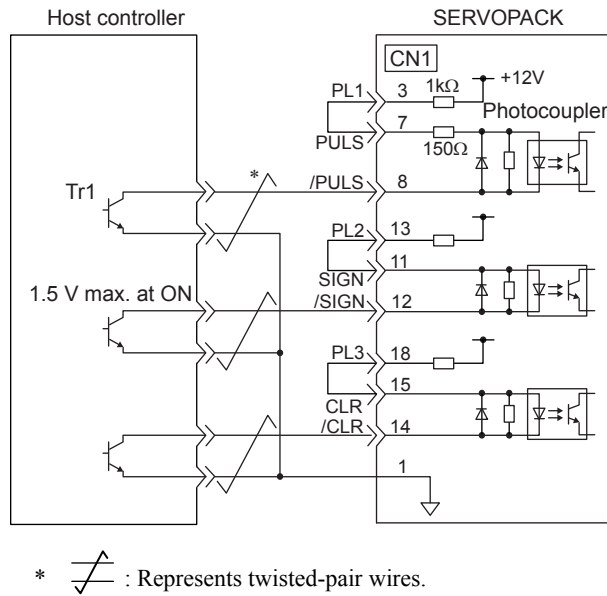 Host controller
SERVOPACK
CN1
+12V
PL1 3 1kΩ
Photocoupler
PULS 7 150Ω
* /PULS 8
Tr1
PL2 13
SIGN 11
1.5 V max. at ON
/SIGN 12
PL3 18
CLR 15
/CLR 14
1
* : Represents twisted-pair wires.